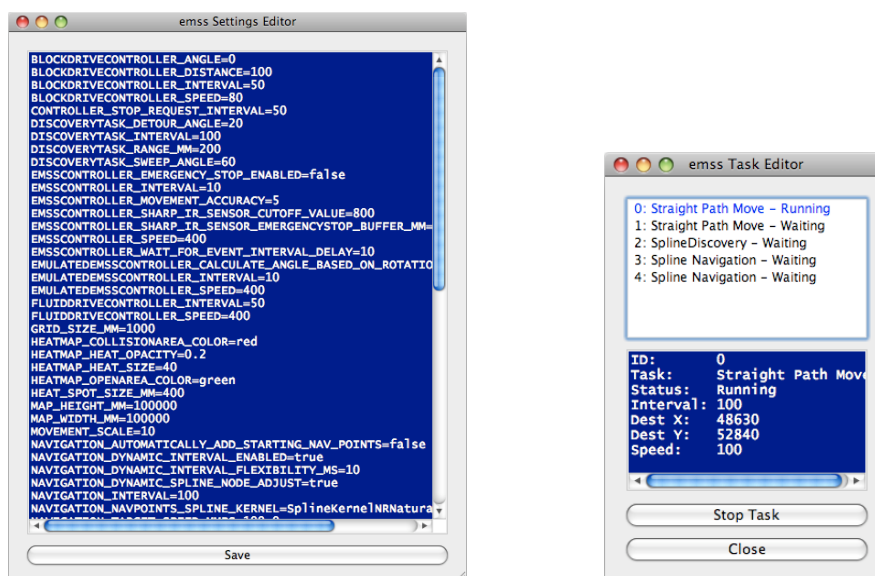 emss Settings Editor
BLOCKDRIVECONTROLLER_ANGLE=0
BLOCKDRIVECONTROLLER_DISTANCE=100
BLOCKDRIVECONTROLLER_INTERVAL=50
BLOCKDRIVECONTROLLER_SPEED=80
CONTROLLER_STOP_REQUEST_INTERVAL=50
DISCOVERYTASK_DETOUR_ANGLE=20
DISCOVERYTASK_INTERVAL=100
DISCOVERYTASK_RANGE_MM=200
DISCOVERYTASK_SWEEP_ANGLE=60
EMSSCONTROLLER_EMERGENCY_STOP_ENABLED=false
EMSSCONTROLLER_INTERVAL=10
EMSSCONTROLLER_MOVEMENT_ACCURACY=5
EMSSCONTROLLER_SHARP_IR_SENSOR_CUTOFF_VALUE=800
EMSSCONTROLLER_SHARP_IR_SENSOR_EMERGENCYSTOP_BUFFER_MM=
EMSSCONTROLLER_SPEED=400
EMSSCONTROLLER_WAIT_FOR_EVENT_INTERVAL_DELAY=10
EMULATEDEMSSCONTROLLER_CALCULATE_ANGLE_BASED_ON_ROTATIO
EMULATEDEMSSCONTROLLER_INTERVAL=10
EMULATEDEMSSCONTROLLER_SPEED=400
FLUIDDRIVECONTROLLER_INTERVAL=50
FLUIDDRIVECONTROLLER_SPEED=400
GRID_SIZE_MM=1000
HEATMAP_COLLISIONAREA_COLOR=red
HEATMAP_HEAT_OPACITY=0.2
HEATMAP_HEAT_SIZE=40
HEATMAP_OPENAREA_COLOR=green
HEAT_SPOT_SIZE_MM=400
MAP_HEIGHT_MM=100000
MAP_WIDTH_MM=100000
MOVEMENT_SCALE=10
NAVIGATION_AUTOMATICALLY_ADD_STARTING_NAV_POINTS=false
NAVIGATION_DYNAMIC_INTERVAL_ENABLED=true
NAVIGATION_DYNAMIC_INTERVAL_FLEXIBILITY_MS=10
NAVIGATION_DYNAMIC_SPLINE_NODE_ADJUST=true
NAVIGATION_INTERVAL=100
NAVIGATION_NAVPOINTS_SPLINE_KERNEL=SplineKernelNRNatura
Save
emss Task Editor
0: Straight Path Move – Running
1: Straight Path Move – Waiting
2: SplineDiscovery – Waiting
3: Spline Navigation – Waiting
4: Spline Navigation – Waiting
ID: 0
Task: Straight Path Move
Status: Running
Interval: 100
Dest X: 48630
Dest Y: 52840
Speed: 100
Stop Task
Close